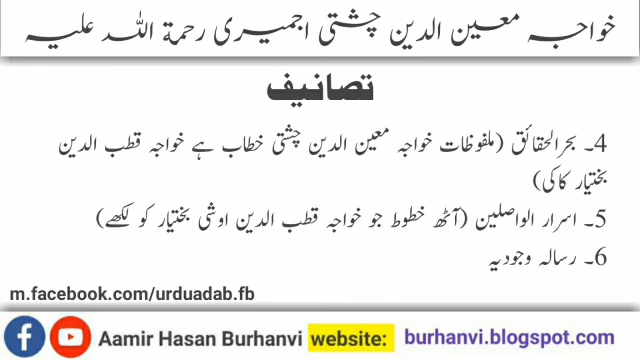 خواجہ معین الدین چشتی اجمیری رحمۃ اللہ علیہ
تصانیف
4۔ بحرالحقائق (ملفوظات خواجہ معین الدین چشتی خطاب ہے خواجہ قطب الدین
بختیار کاکی)
5۔ اسرار الواصلین (آٹھ خطوط جو خواجہ قطب الدین اوشی بختیار کو لکھے)
6۔ رسالہ وجودیہ
m.facebook.com/urduadab.fb
Aamir Hasan Burhanvi website: burhanvi.blogspot.com